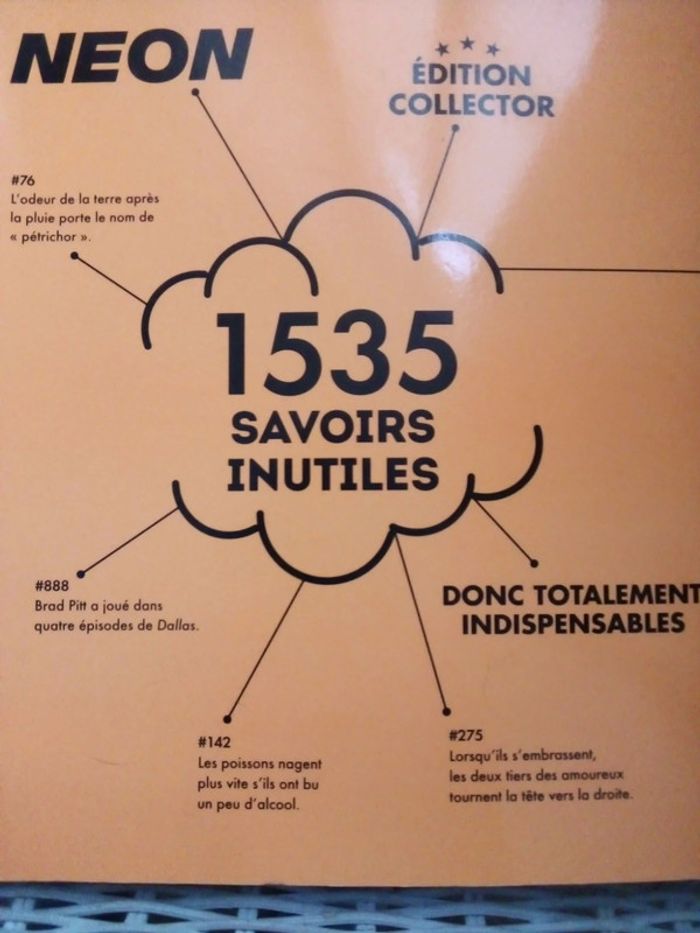 NEON
ÉDITION
COLLECTOR
#76
L'odeur de la terre après
la pluie porte le nom de
« pétrichor ».
1535
SAVOIRS
INUTILES
#888
Brad Pitt a joué dans
quatre épisodes de Dallas.
DONC TOTALEMENT
INDISPENSABLES
#142
Les poissons nagent
plus vite s'ils ont bu
un peu d'alcool.
#275
Lorsqu'ils s'embrassent,
les deux tiers des amoureux
tournent la tête vers la droite.